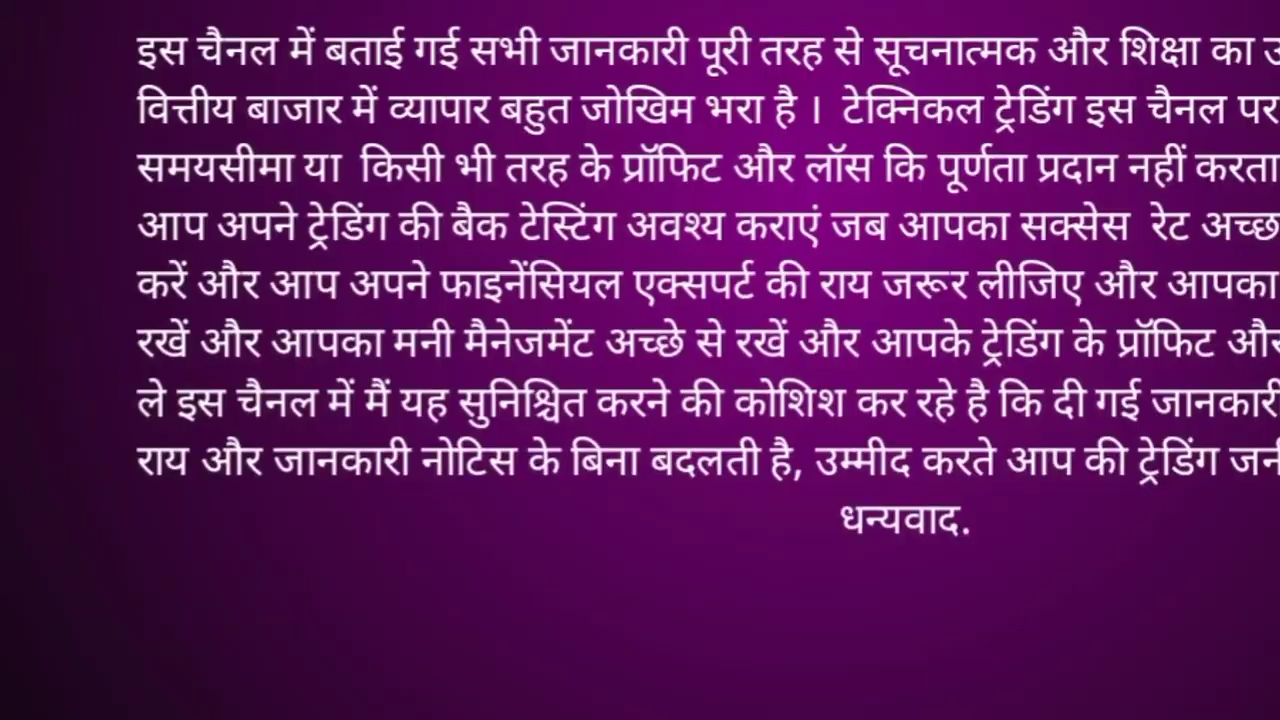 इस चैनल में बताई गई सभी जानकारी पूरी तरह से सूचनात्मक और शिक्षा का
वित्तीय बाजार में व्यापार बहुत जोखिम भरा है । टेक्निकल ट्रेडिंग इस चैनल पर
समयसीमा या किसी भी तरह के प्रॉफिट और लॉस कि पूर्णता प्रदान नहीं करता
आप अपने ट्रेडिंग की बैक टेस्टिंग अवश्य कराएं जब आपका सक्सेस रेट
करें और आप अपने फाइनेंसियल एक्सपर्ट की राय जरूर लीजिए और आपका
रखें और आपका मनी मैनेजमेंट अच्छे से रखें और आपके ट्रेडिंग के प्रॉफिट
ले इस चैनल में मैं यह सुनिश्चित करने की कोशिश कर रहे है कि दी गई जानकारी
राय और जानकारी नोटिस के बिना बदलती है, उम्मीद करते आप की ट्रेडिंग
धन्यवाद.